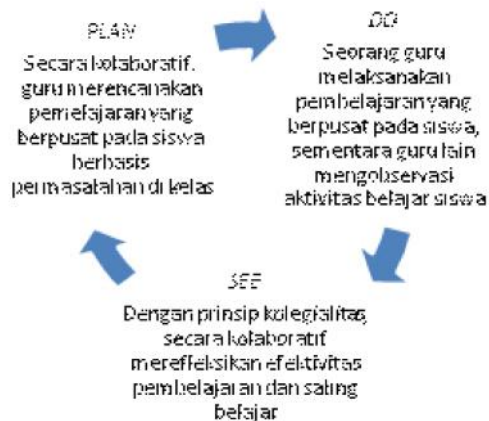 PLAN
Secara kolaboratif,
guru merencanakan
pembelajaran yang
berpusat pada siswa
berbasis
permasalahan di kelas
DO
Seorang guru
melaksanakan
pembelajaran yang
berpusat pada siswa,
sementara guru lain
mengobservasi
aktivitas belajar siswa
SEE
Dengan prinsip kolegialitas,
secara kolaboratif
mereffeksikan efektivitas
pembelajaran dan saling
belajar